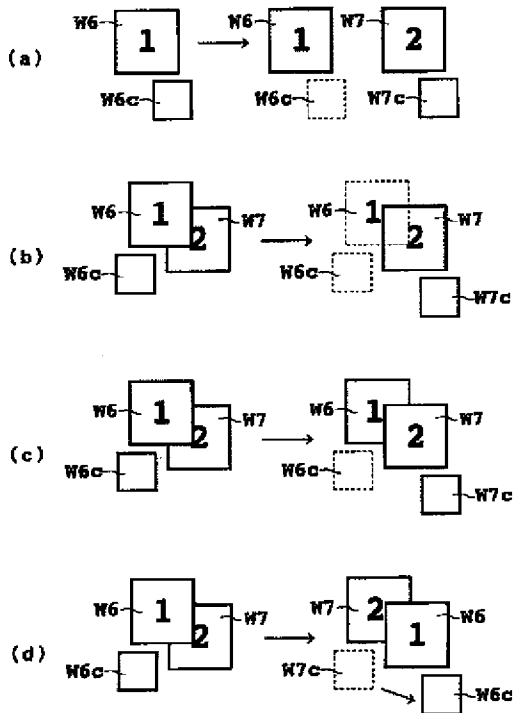 W6 1 W6 1 W7 2
(a)
W6c W6c W7c
W6 1 2 W7 W6 1 2 W7
(b)
W6c W6c W7c
W6 1 2 W7 W6 1 2 W7
(c)
W6c W6c W7c
W6 1 2 W7 W7 2 1 W6
(d)
W6c W7c W6c